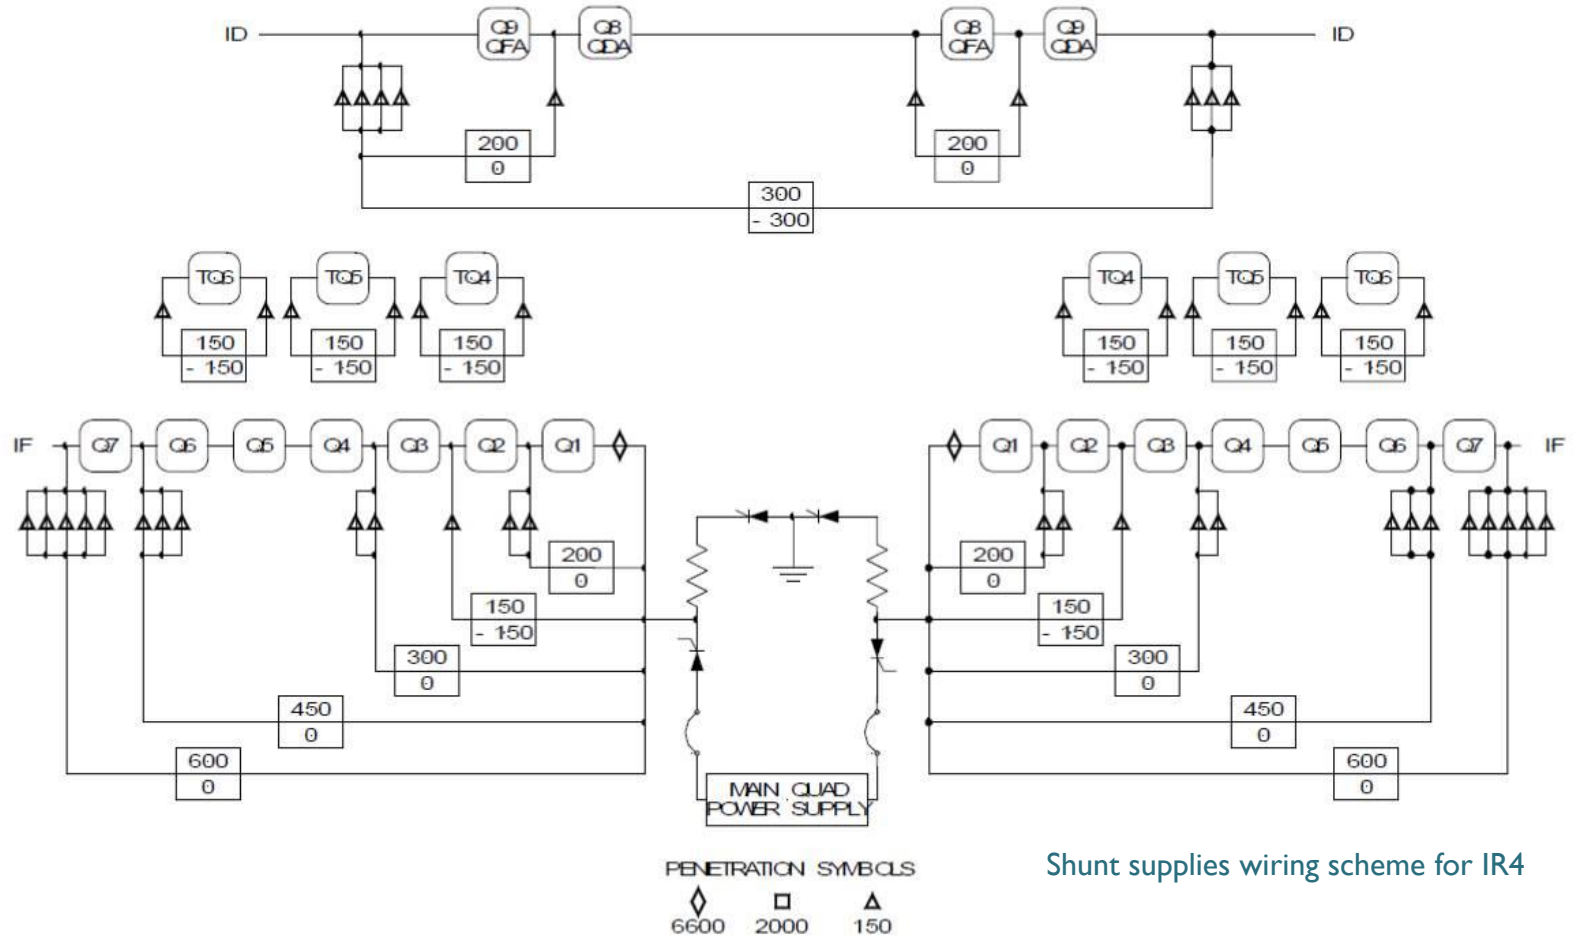 ID Q9 Q8 Q8 Q9 ID
QFA QDA QFA QDA
200 200
0 0
300
- 300
TQ6 TQ5 TQ4 TQ4 TQ5 TQ6
150 150 150 150 150 150
- 150 - 150 - 150 - 150 - 150 - 150
IF Q7 Q6 Q5 Q4 Q3 Q2 Q1 Q1 Q2 Q3 Q4 Q5 Q6 Q7 IF
200 200
0 0
150 150
- 150 - 150
300 300
0 0
450 450
0 0
600 600
0 0
MAIN QUAD
POWER SUPPLY
PENETRATION SYMBOLS
6600 2000 150
Shunt supplies wiring scheme for IR4